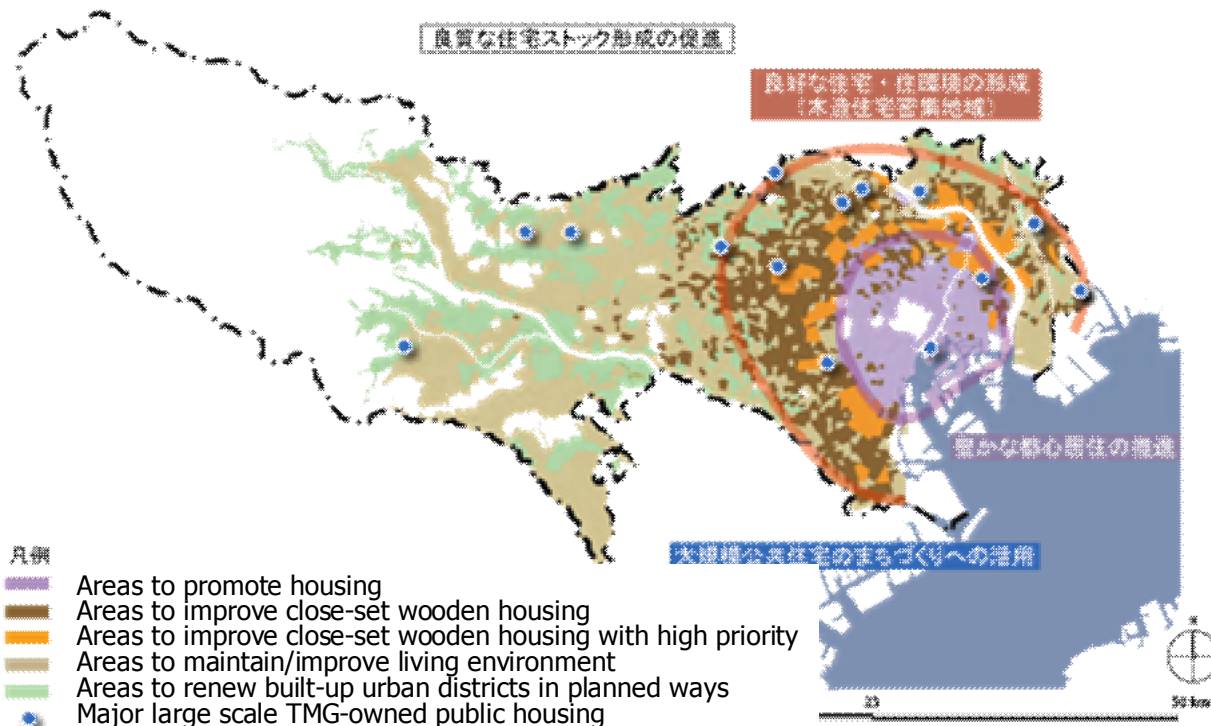 良質な住宅ストック形成の促進
良好な住宅・住環境の形成
(木造住宅密集地域)
豊かな都心居住の推進
大規模公共住宅のまちづくりへの活用
凡例
Areas to promote housing
Areas to improve close-set wooden housing
Areas to improve close-set wooden housing with high priority
Areas to maintain/improve living environment
Areas to renew built-up urban districts in planned ways
Major large scale TMG-owned public housing
N
25
50 km